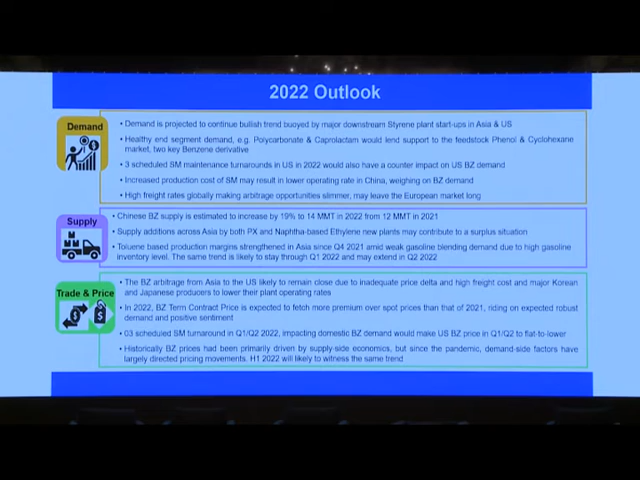 2022 Outlook
Demand
• Demand is projected to continue bullish trend buoyed by major downstream Styrene plant start-ups in Asia & US
• Healthy end segment demand, e.g. Polycarbonate & Caprolactam would lend support to the feedstock Phenol & Cyclohexane
market, two key Benzene derivative
• 3 scheduled SM maintenance turnarounds in US in 2022 would also have a counter impact on US BZ demand
• Increased production cost of SM may result in lower operating rate in China, weighing on BZ demand
• High freight rates globally making arbitrage opportunities slimmer, may leave the European market long
Supply
• Chinese BZ supply is estimated to increase by 19% to 14 MMT in 2022 from 12 MMT in 2021
• Supply additions across Asia by both PX and Naphtha-based Ethylene new plants may contribute to a surplus situation
• Toluene based production margins strengthened in Asia since Q4 2021 amid weak gasoline blending demand due to high gasoline
inventory level. The same trend is likely to stay through Q1 2022 and may extend in Q2 2022
Trade & Price
• The BZ arbitrage from Asia to the US likely to remain close due to inadequate price delta and high freight cost and major Korean
and Japanese producers to lower their plant operating rates
• In 2022, BZ Term Contract Price is expected to fetch more premium over spot prices than that of 2021, riding on expected robust
demand and positive sentiment
• 03 scheduled SM turnaround in Q1/Q2 2022, impacting domestic BZ demand would make US BZ price in Q1/Q2 to flat-to-lower
• Historically BZ prices had been primarily driven by supply-side economics, but since the pandemic, demand-side factors have
largely directed pricing movements. H1 2022 will likely to witness the same trend